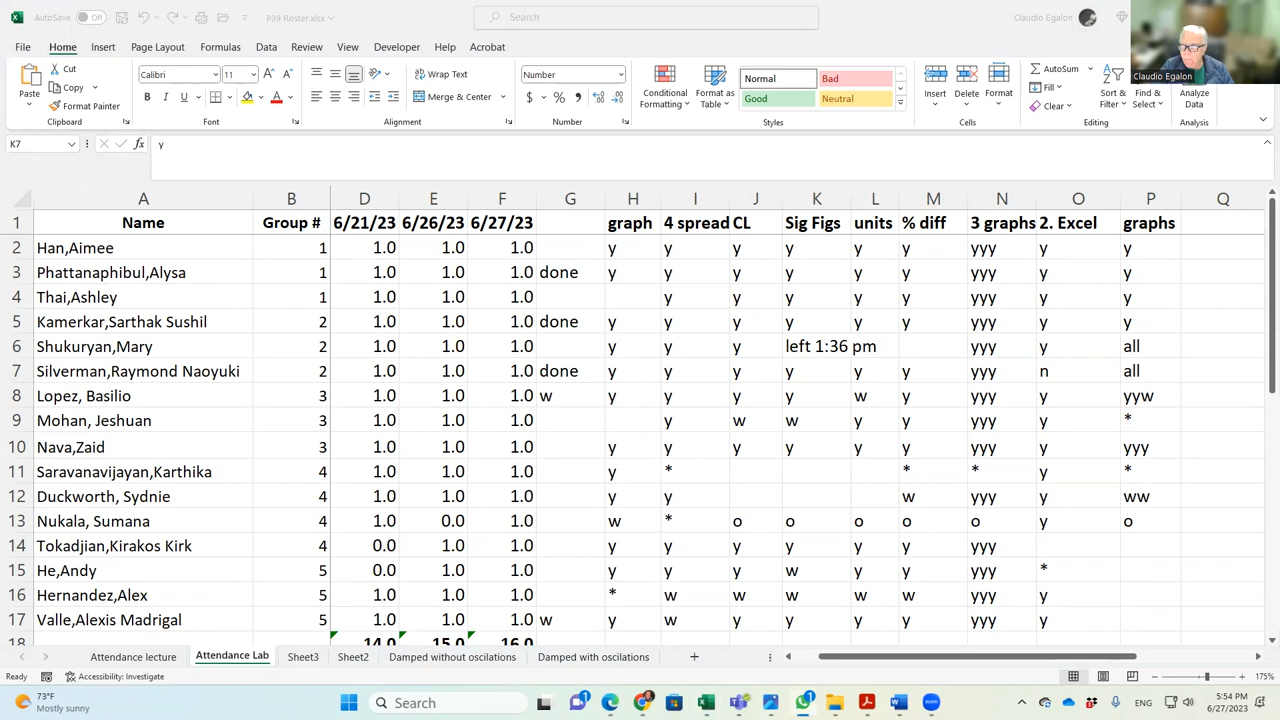 AutoSave Off P39 Roster.xlsx Search Claudio Egalon
File Home Insert Page Layout Formulas Data Review View Developer Help Acrobat
Claudio Egalon
Paste Cut Copy Format Painter Clipboard
Calibri 11 B I U A Font
Wrap Text Merge & Center Alignment
Number $ % Number
Conditional Formatting Format as Table Normal Bad Good Neutral Styles
Insert Delete Format Cells
AutoSum Fill Clear Sort & Filter Find & Select Editing
Analyze Data Analysis
K7 fx y
A B D E F G H I J K L M N O P Q
1 Name Group # 6/21/23 6/26/23 6/27/23 graph 4 spread CL Sig Figs units % diff 3 graphs 2. Excel graphs
2 Han,Aimee 1 1.0 1.0 1.0 y y y y y y yyy y y
3 Phattanaphibul,Alysa 1 1.0 1.0 1.0 done y y y y y y yyy y y
4 Thai,Ashley 1 1.0 1.0 1.0 y y y y y yyy y y
5 Kamerkar,Sarthak Sushil 2 1.0 1.0 1.0 done y y y y y y yyy y y
6 Shukuryan,Mary 2 1.0 1.0 1.0 y y y left 1:36 pm yyy y all
7 Silverman,Raymond Naoyuki 2 1.0 1.0 1.0 done y y y y y y yyy n all
8 Lopez, Basilio 3 1.0 1.0 1.0 w y y y y w y yyy y yyw
9 Mohan, Jeshuan 3 1.0 1.0 1.0 y w w y y yyy y *
10 Nava,Zaid 3 1.0 1.0 1.0 y y y y y y yyy y yyy
11 Saravanavijayan,Karthika 4 1.0 1.0 1.0 y * * * y *
12 Duckworth, Sydnie 4 1.0 1.0 1.0 y y w yyy y ww
13 Nukala, Sumana 4 1.0 0.0 1.0 w * o o o o o y o
14 Tokadjian,Kirakos Kirk 4 0.0 1.0 1.0 y y y y y y yyy
15 He,Andy 5 0.0 1.0 1.0 y y y w y y yyy *
16 Hernandez,Alex 5 1.0 1.0 1.0 * w w w w w yyy y
17 Valle,Alexis Madrigal 5 1.0 1.0 1.0 w y w y y y y yyy y
18 14.0 15.0 16.0
Attendance lecture Attendance Lab Sheet3 Sheet2 Damped without oscilations Damped with oscilations
Ready Accessibility: Investigate 175%
73°F
Mostly sunny
Search
ENG
5:54 PM
6/27/2023